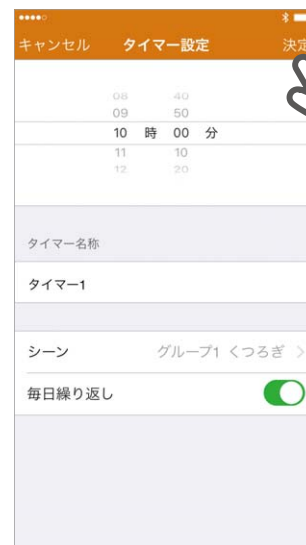 キャンセル タイマー設定 決定
08 40
09 50
10 時 00 分
11 10
12 20
タイマー名称
タイマー1
シーン グループ1 くつろぎ
毎日繰り返し